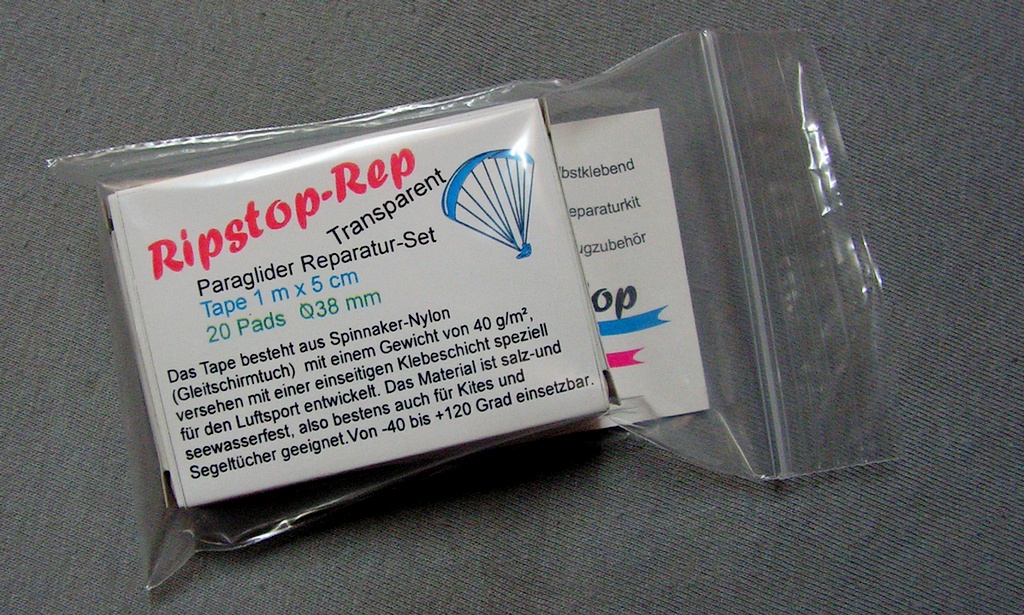 Ripstop-Rep
Transparent
Paraglider Reparatur-Set
Tape 1 m x 5 cm
20 Pads Ø38 mm
Das Tape besteht aus Spinnaker-Nylon
(Gleitschirmtuch) mit einem Gewicht von 40 g/m²,
versehen mit einer einseitigen Klebeschicht speziell
für den Luftsport entwickelt. Das Material ist salz-und
seewasserfest, also bestens auch für Kites und
Segeltücher geeignet.Von -40 bis +120 Grad einsetzbar.
bstklebend
eparaturkit
ugzubehör
op